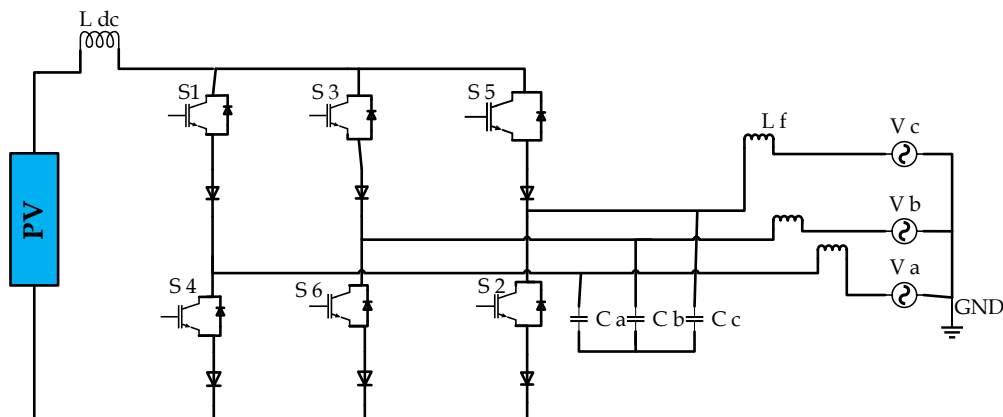 L dc
S1
S 3
S 5
L f
V c
PV
V b
V a
S 4
S 6
S 2
GND
C a
C b
C c